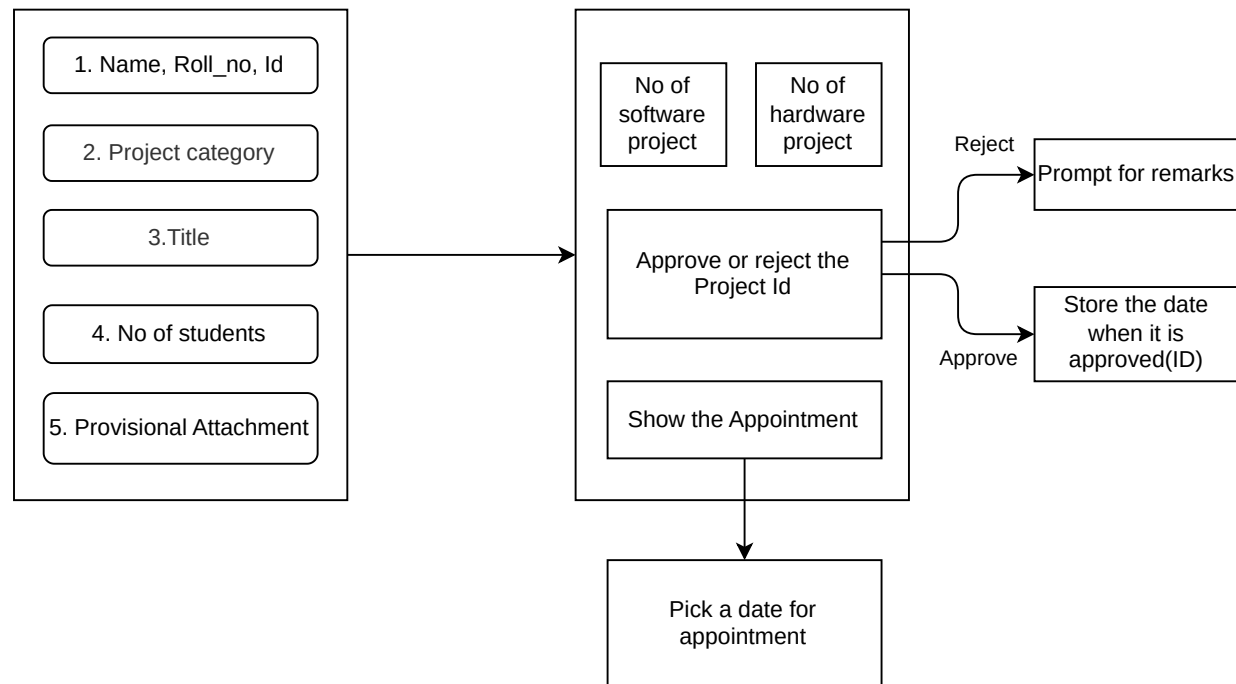 1. Name, Roll_no, Id
2. Project category
3.Title
4. No of students
5. Provisional Attachment
No of
software
project
No of
hardware
project
Approve or reject the
Project Id
Show the Appointment
Pick a date for
appointment
Reject
Prompt for remarks
Approve
Store the date
when it is
approved(ID)